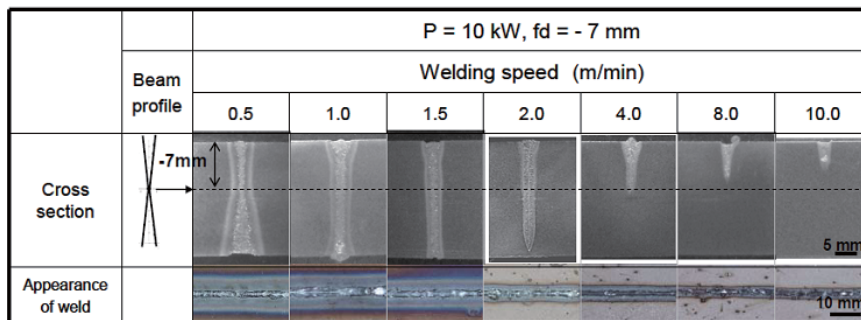 P = 10 kW, fd = - 7 mm
Beam profile
Welding speed (m/min)
0.5 1.0 1.5 2.0 4.0 8.0 10.0
Cross section
-7mm
5 mm
Appearance of weld
10 mm